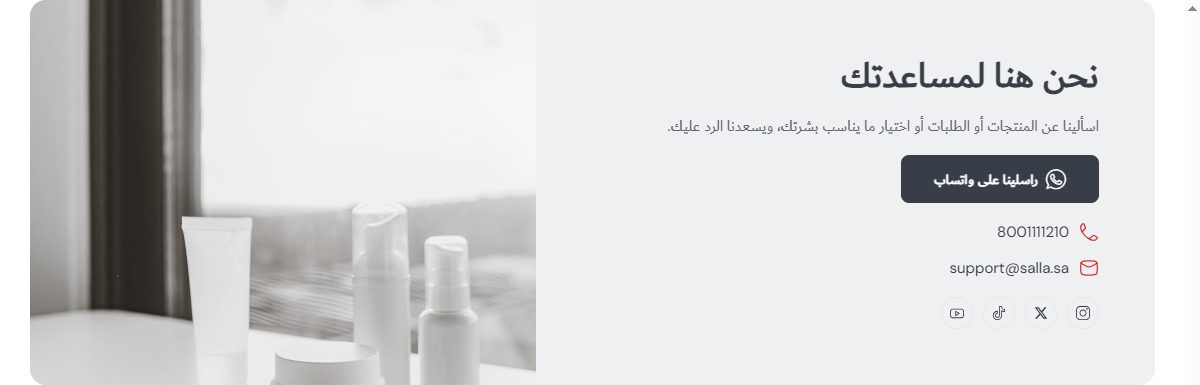 نحن هنا لمساعدتك
اسألينا عن المنتجات أو الطلبات أو اختيار ما يناسب بشرتك، ويسعدنا الرد عليك.
راسلينا على واتساب
8001111210
support@salla.sa